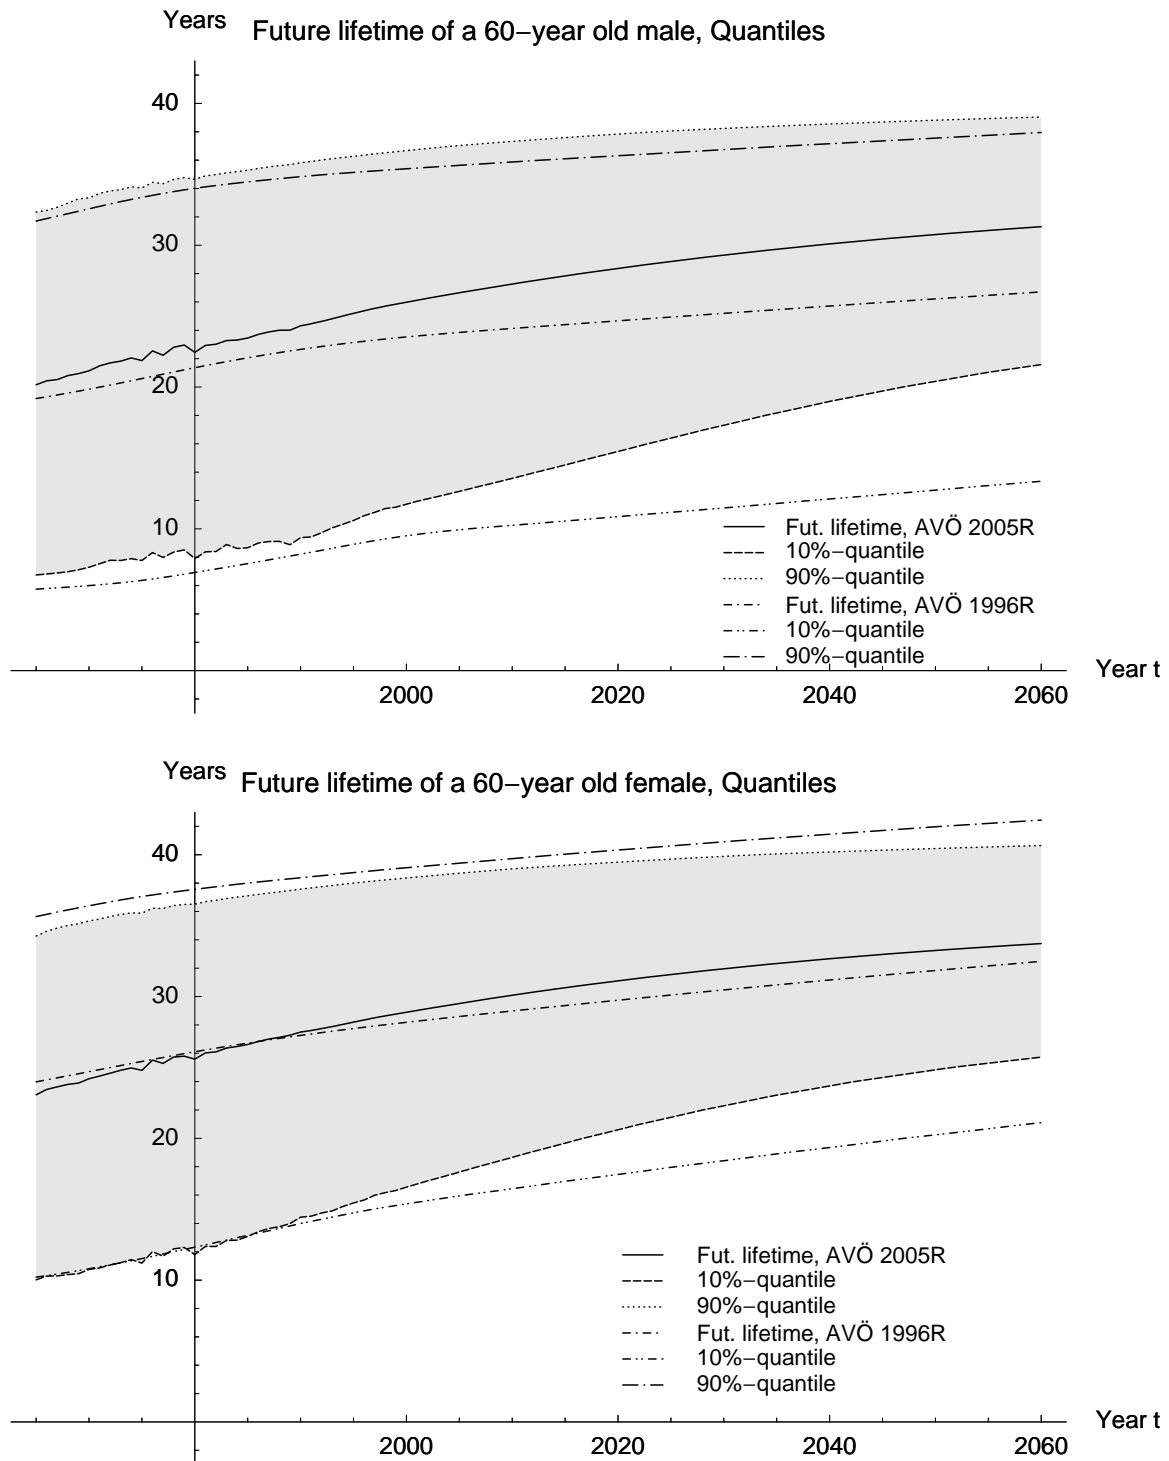 Years
Future lifetime of a 60−year old male, Quantiles
40
30
20
10
Fut. lifetime, AVÖ 2005R
10%−quantile
90%−quantile
Fut. lifetime, AVÖ 1996R
10%−quantile
90%−quantile
Year t
2000 2020 2040 2060
Years
Future lifetime of a 60−year old female, Quantiles
40
30
20
10
Fut. lifetime, AVÖ 2005R
10%−quantile
90%−quantile
Fut. lifetime, AVÖ 1996R
10%−quantile
90%−quantile
Year t
2000 2020 2040 2060